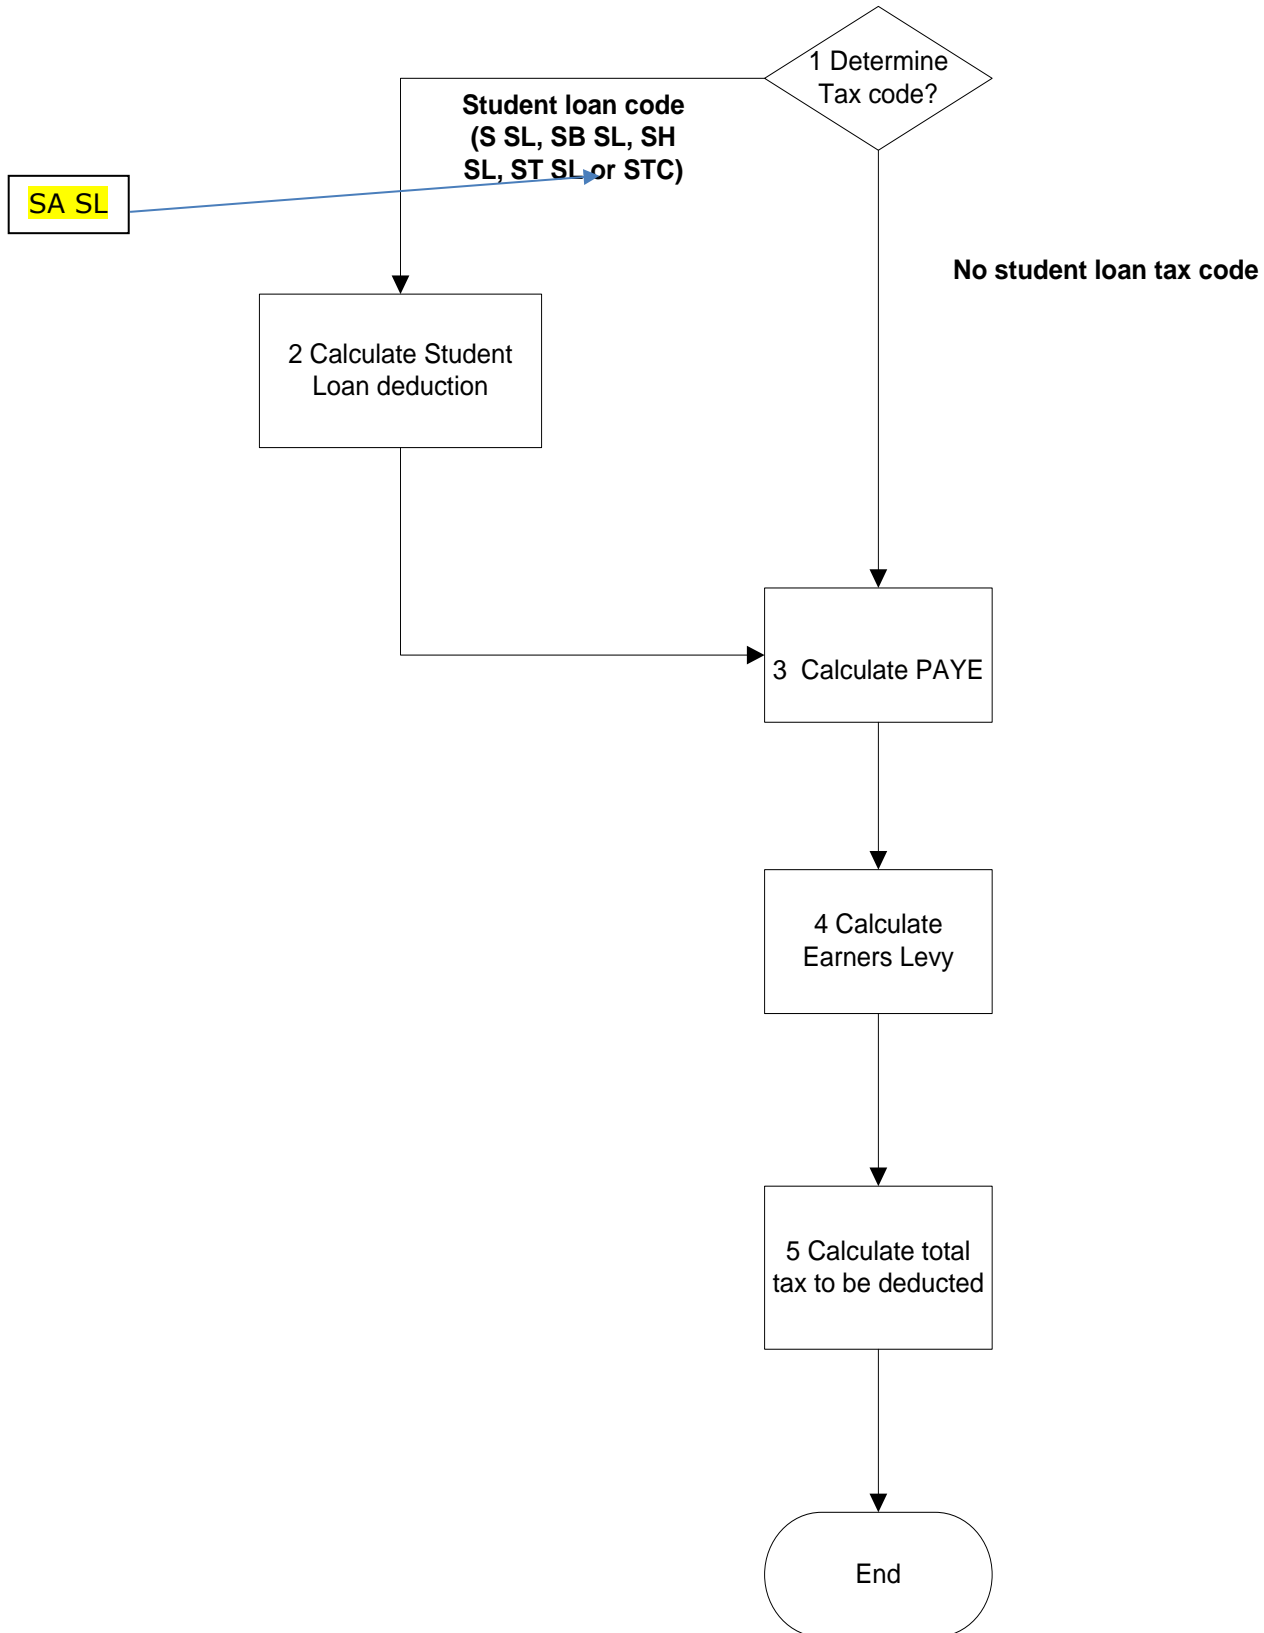 1 Determine
Tax code?
Student loan code
(S SL, SB SL, SH
SL, ST SL or STC)
SA SL
No student loan tax code
2 Calculate Student
Loan deduction
3 Calculate PAYE
4 Calculate
Earners Levy
5 Calculate total
tax to be deducted
End